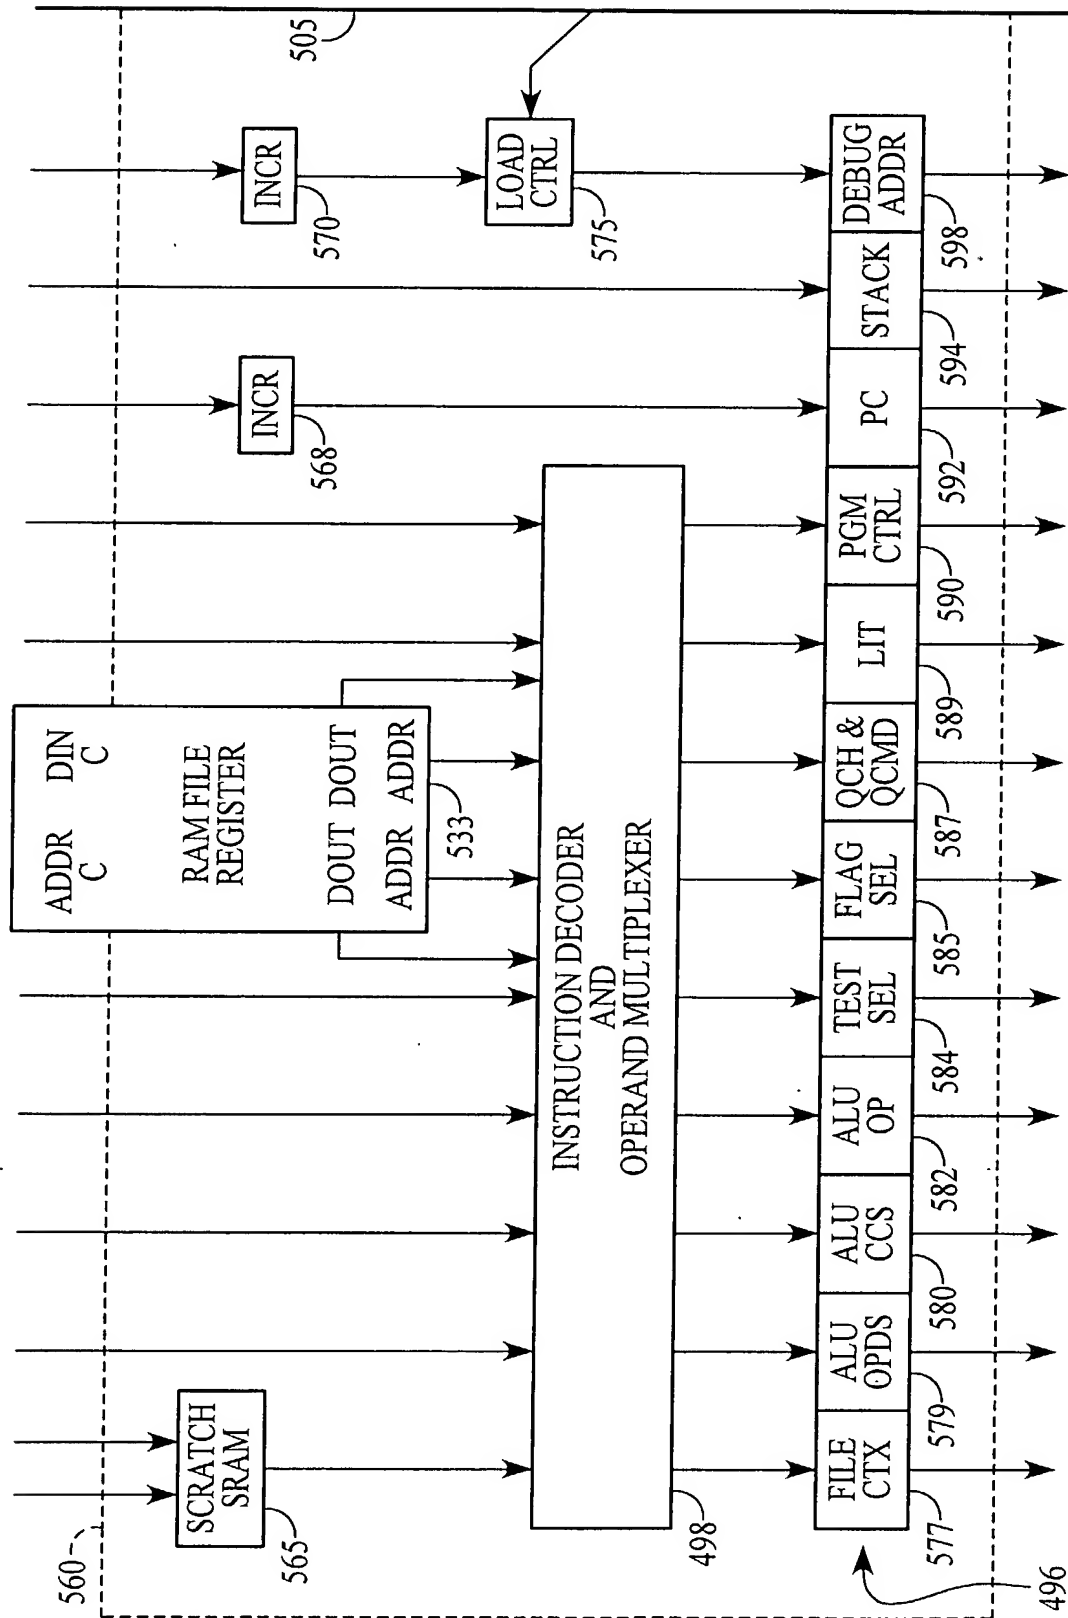 560
505
ADDR DIN
C C
RAM FILE
REGISTER
DOUT DOUT
ADDR ADDR
533
SCRATCH
SRAM
565
INCR
568
INCR
570
LOAD
CTRL
575
INSTRUCTION DECODER
AND
OPERAND MULTIPLEXER
498
FILE
CTX
577
ALU
OPDS
579
ALU
CCS
580
ALU
OP
582
TEST
SEL
584
FLAG
SEL
585
QCH &
QCMD
587
LIT
589
PGM
CTRL
590
PC
592
STACK
594
DEBUG
ADDR
598
496